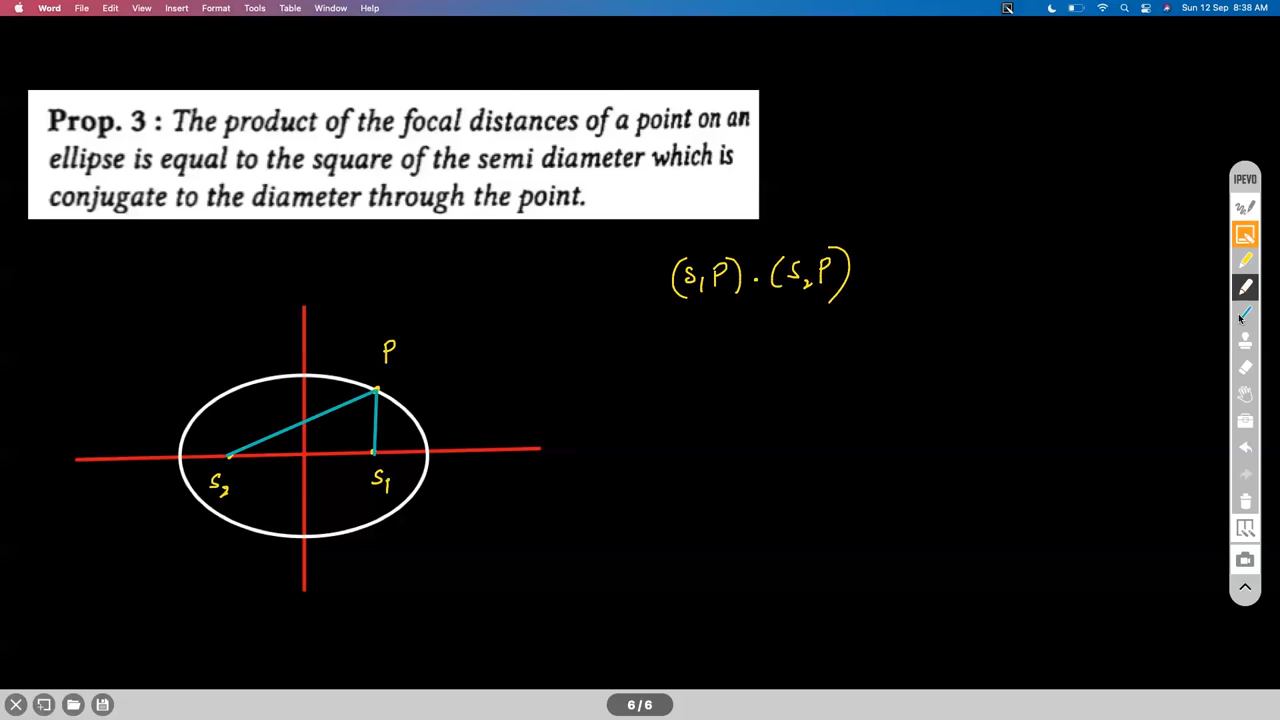 Word File Edit View Insert Format Tools Table Window Help Sun 12 Sep 8:38 AM
Prop. 3 : The product of the focal distances of a point on an
ellipse is equal to the square of the semi diameter which is
conjugate to the diameter through the point.
IPEVO
(S₁P) . (S₂P)
P
S₂ S₁
6 / 6